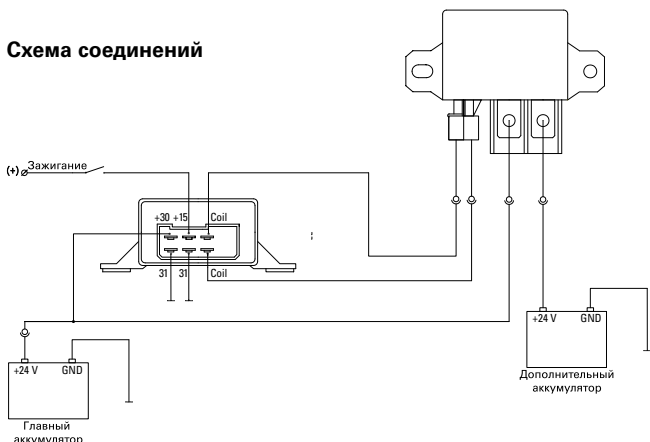 Схема соединений
(+) Зажигание
+30 +15 Coil
31 31 Coil
+24 V GND
Дополнительный
аккумулятор
+24 V GND
Главный
аккумулятор